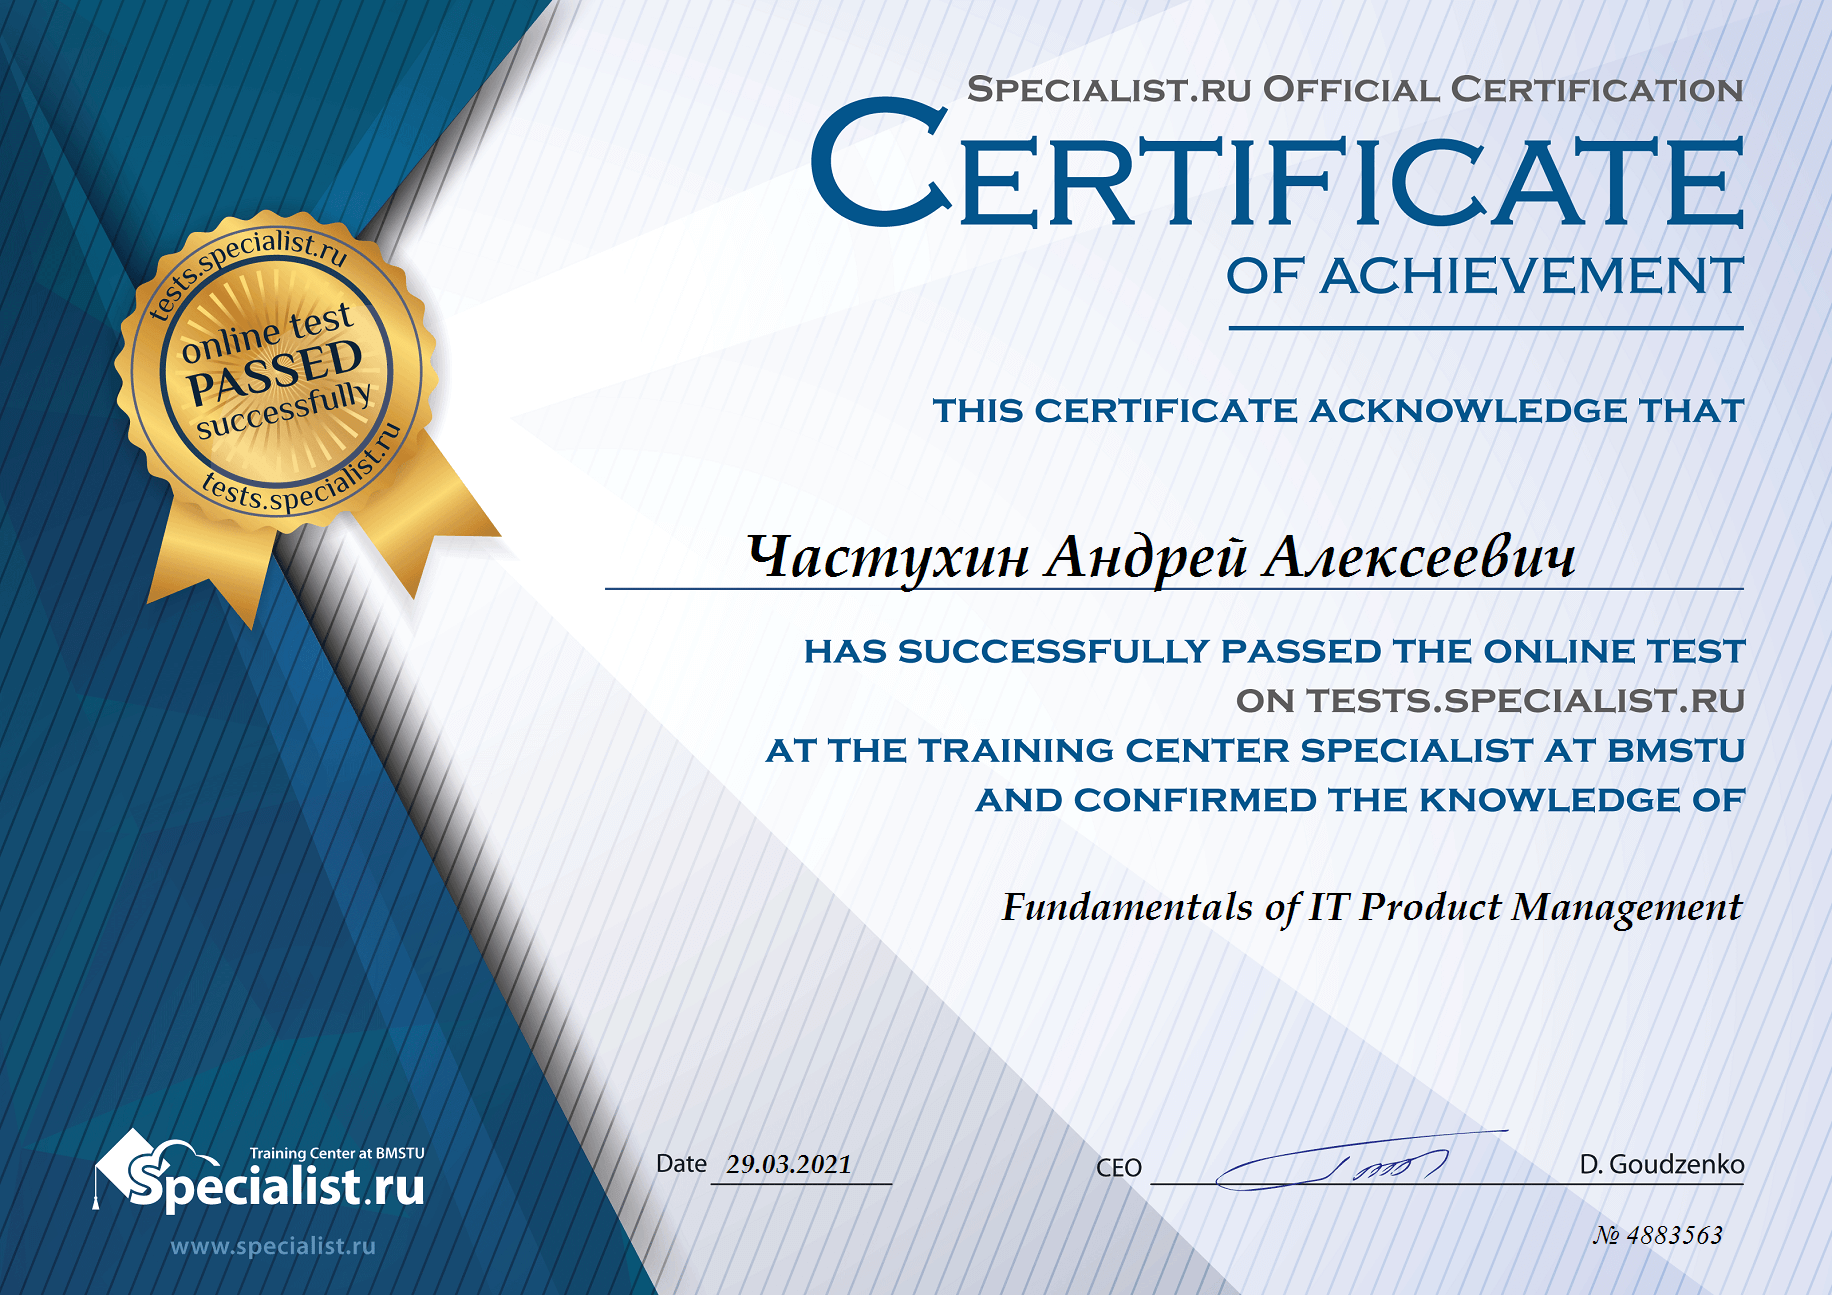 Specialist.ru Official Certification
Certificate
OF ACHIEVEMENT
tests.specialist.ru
online test
PASSED
successfully
tests.specialist.ru
THIS CERTIFICATE ACKNOWLEDGE THAT
Частухин Андрей Алексеевич
HAS SUCCESSFULLY PASSED THE ONLINE TEST
ON TESTS.SPECIALIST.RU
AT THE TRAINING CENTER SPECIALIST AT BMSTU
AND CONFIRMED THE KNOWLEDGE OF
Fundamentals of IT Product Management
Training Center at BMSTU
Specialist.ru
www.specialist.ru
Date 29.03.2021
CEO D. Goudzenko
№ 4883563